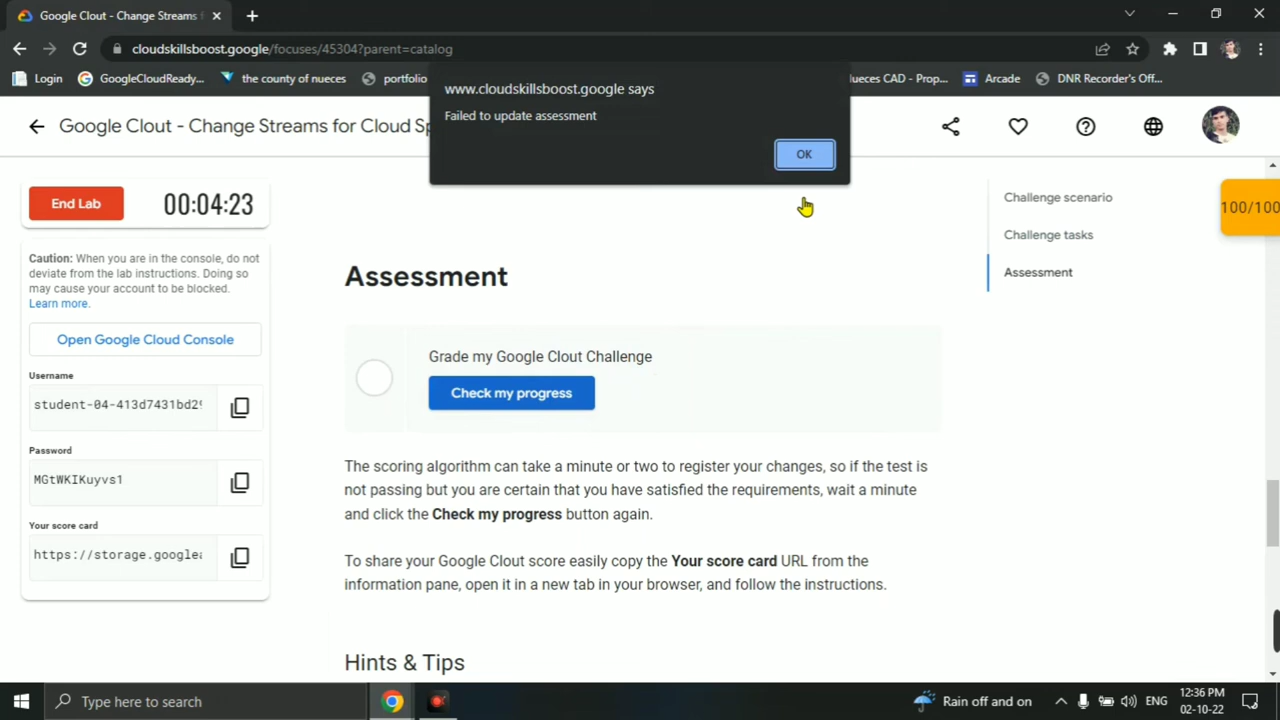 Google Clout - Change Streams f
cloudskillsboost.google/focuses/45304?parent=catalog
Login
GoogleCloudReady...
the county of nueces
portfolio
ueces CAD - Prop...
Arcade
DNR Recorder's Off...
www.cloudskillsboost.google says
Failed to update assessment
OK
Google Clout - Change Streams for Cloud Sp
End Lab
00:04:23
Challenge scenario
Challenge tasks
Assessment
100/100
Caution: When you are in the console, do not
deviate from the lab instructions. Doing so
may cause your account to be blocked.
Learn more.
Open Google Cloud Console
Username
student-04-413d7431bd29
Password
MGtWKIKuyvs1
Your score card
https://storage.googlea
Assessment
Grade my Google Clout Challenge
Check my progress
The scoring algorithm can take a minute or two to register your changes, so if the test is
not passing but you are certain that you have satisfied the requirements, wait a minute
and click the Check my progress button again.
To share your Google Clout score easily copy the Your score card URL from the
information pane, open it in a new tab in your browser, and follow the instructions.
Hints & Tips
Type here to search
Rain off and on
ENG
12:36 PM
02-10-22